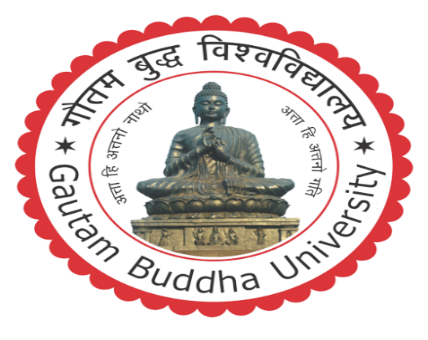 गौतम बुद्ध विश्वविद्यालय
अत्ता हि अत्तनो नाथो
अत्ता हि अत्तनो गति
Gautam Buddha University